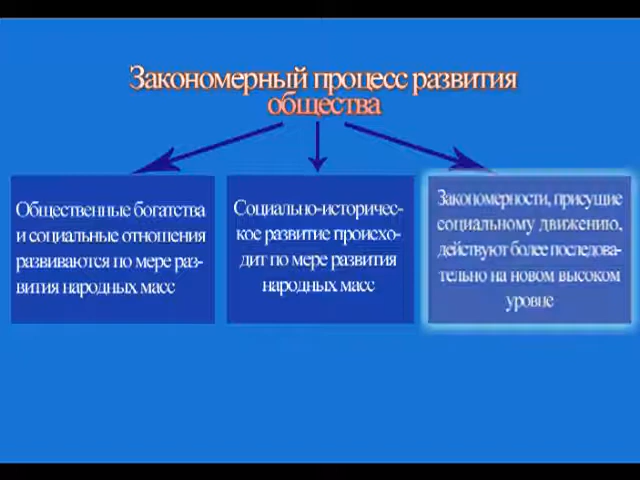 Закономерный процесс развития
общества
Общественные богатства
и социальные отношения
развиваются по мере раз-
вития народных масс
Социально-историчес-
кое развитие происхо-
дит по мере развития
народных масс
Закономерности, присущие
социальному движению,
действуют более последова-
тельно на новом высоком
уровне